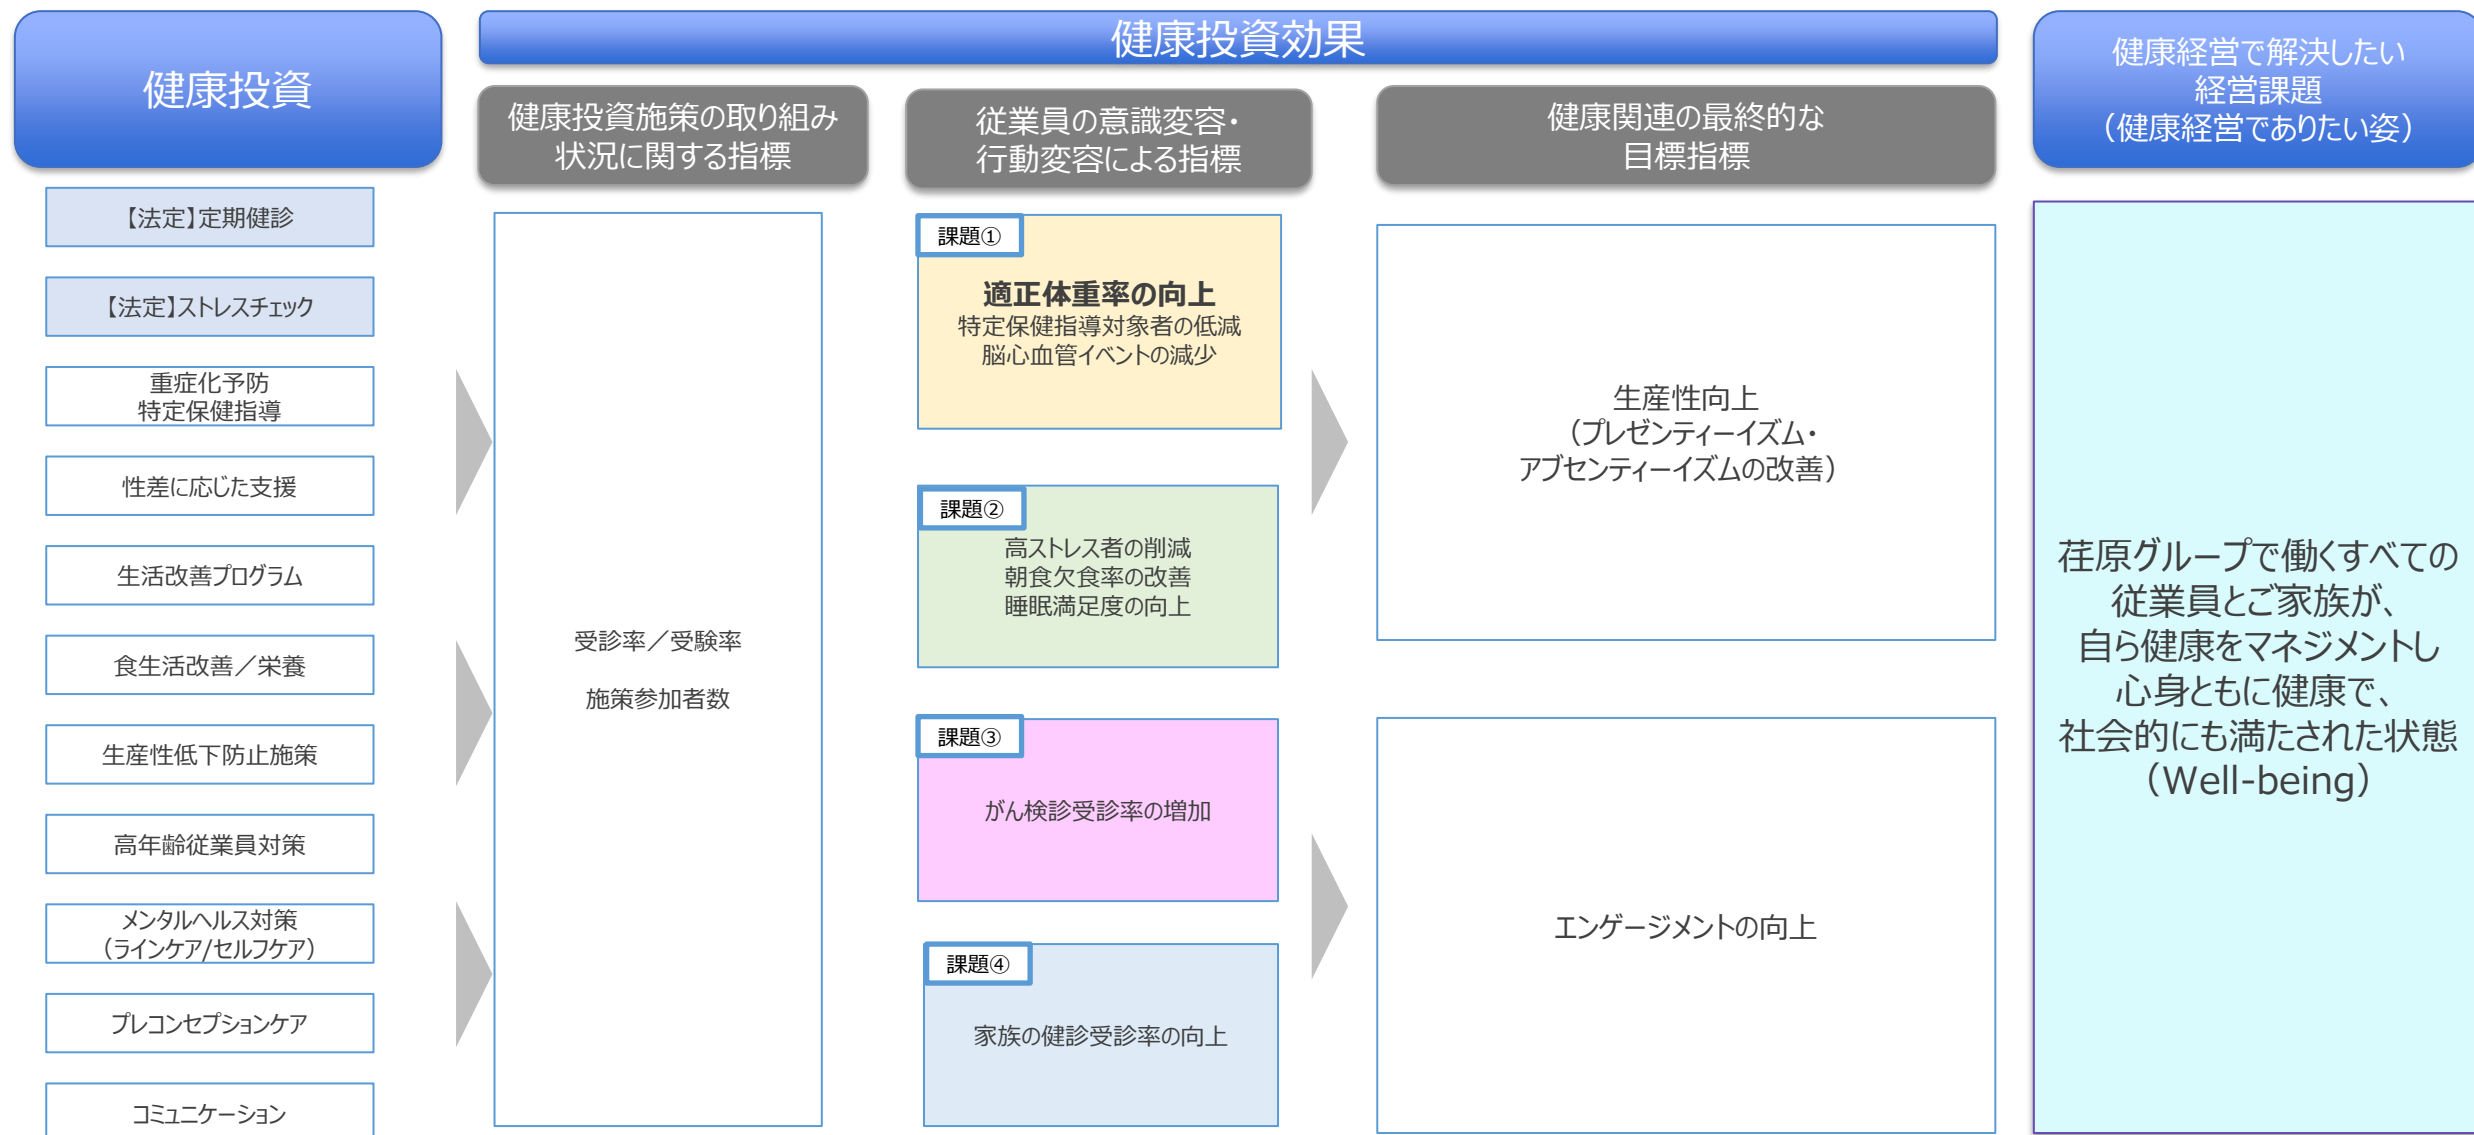 健康投資
健康投資効果
健康投資施策の取り組み
状況に関する指標
従業員の意識変容・
行動変容による指標
健康関連の最終的な
目標指標
健康経営で解決したい
経営課題
（健康経営でありたい姿）
【法定】定期健診
【法定】ストレスチェック
重症化予防
特定保健指導
性差に応じた支援
生活改善プログラム
食生活改善／栄養
生産性低下防止施策
高年齢従業員対策
メンタルヘルス対策
（ラインケア/セルフケア）
プレコンセプションケア
コミュニケーション
受診率／受験率
施策参加者数
課題①
適正体重率の向上
特定保健指導対象者の低減
脳心血管イベントの減少
課題②
高ストレス者の削減
朝食欠食率の改善
睡眠満足度の向上
課題③
がん検診受診率の増加
課題④
家族の健診受診率の向上
生産性向上
（プレゼンティーイズム・
アブセンティーイズムの改善）
エンゲージメントの向上
荏原グループで働くすべての
従業員とご家族が、
自ら健康をマネジメントし
心身ともに健康で、
社会的にも満たされた状態
（Well-being）